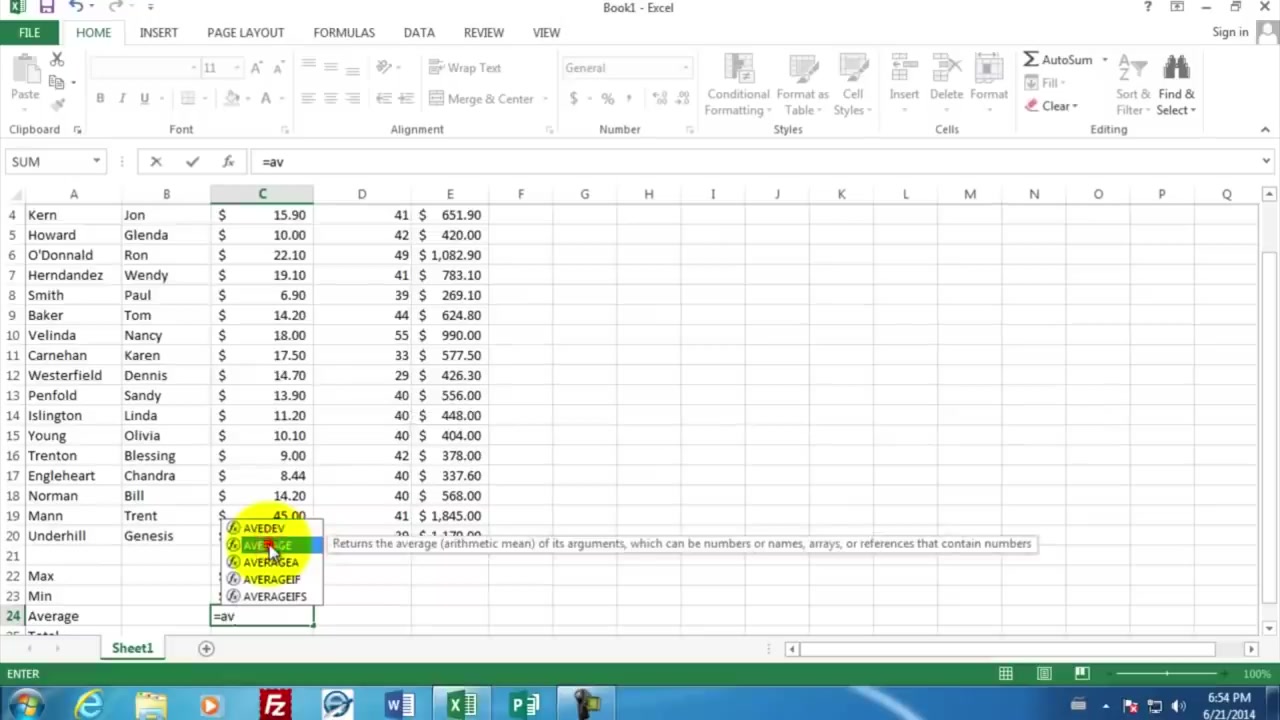 Book1 - Excel
FILE HOME INSERT PAGE LAYOUT FORMULAS DATA REVIEW VIEW Sign in
11 Wrap Text General AutoSum
Paste Merge & Center $ % Conditional Formatting Format as Table Cell Styles Insert Delete Format Fill Clear Sort & Filter Find & Select
Clipboard Font Alignment Number Styles Cells Editing
SUM =av
A B C D E F G H I J K L M N O P Q
4 Kern Jon $ 15.90 41 $ 651.90
5 Howard Glenda $ 10.00 42 $ 420.00
6 O'Donnald Ron $ 22.10 49 $ 1,082.90
7 Herndandez Wendy $ 19.10 41 $ 783.10
8 Smith Paul $ 6.90 39 $ 269.10
9 Baker Tom $ 14.20 44 $ 624.80
10 Velinda Nancy $ 18.00 55 $ 990.00
11 Carnehan Karen $ 17.50 33 $ 577.50
12 Westerfield Dennis $ 14.70 29 $ 426.30
13 Penfold Sandy $ 13.90 40 $ 556.00
14 Islington Linda $ 11.20 40 $ 448.00
15 Young Olivia $ 10.10 40 $ 404.00
16 Trenton Blessing $ 9.00 42 $ 378.00
17 Engleheart Chandra $ 8.44 40 $ 337.60
18 Norman Bill $ 14.20 40 $ 568.00
19 Mann Trent $ 45.00 41 $ 1,845.00
20 Underhill Genesis
AVEDEV
AVERAGE Returns the average (arithmetic mean) of its arguments, which can be numbers or names, arrays, or references that contain numbers
21
AVERAGEA
22 Max
AVERAGEIF
23 Min
AVERAGEIFS
24 Average =av
Sheet1
ENTER 100%
6:54 PM
6/21/2014